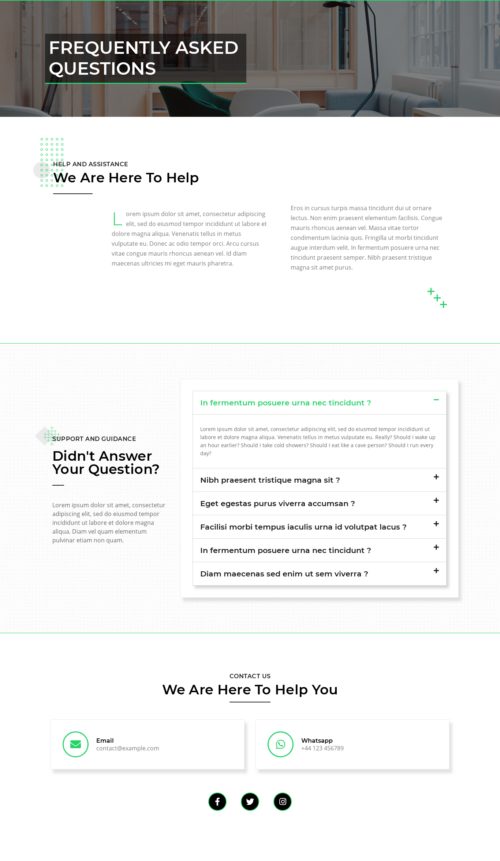 FREQUENTLY ASKED
QUESTIONS
HELP AND ASSISTANCE
We Are Here To Help
Lorem ipsum dolor sit amet, consectetur adipiscing
elit, sed do eiusmod tempor incididunt ut labore et
dolore magna aliqua. Venenatis tellus in metus
vulputate eu. Donec ac odio tempor orci. Arcu cursus
vitae congue mauris rhoncus aenean vel. Id diam
maecenas ultricies mi eget mauris pharetra.
Eros in cursus turpis massa tincidunt dui ut ornare
lectus. Non enim praesent elementum facilisis. Congue
mauris rhoncus aenean vel. Massa vitae tortor
condimentum lacinia quis. Fringilla ut morbi tincidunt
augue interdum velit. In fermentum posuere urna nec
tincidunt praesent semper. Nibh praesent tristique
magna sit amet purus.
SUPPORT AND GUIDANCE
Didn't Answer
Your Question?
Lorem ipsum dolor sit amet, consectetur
adipiscing elit, sed do eiusmod tempor
incididunt ut labore et dolore magna
aliqua. Diam vel quam elementum
pulvinar etiam non quam.
In fermentum posuere urna nec tincidunt ?
Lorem ipsum dolor sit amet, consectetur adipiscing elit, sed do eiusmod tempor incididunt ut labore et
dolore magna aliqua. Venenatis tellus in metus vulputate eu. Really? Should I wake up
an hour earlier? Should I take cold showers? Should I eat like a cave person? Should I run every
day?
Nibh praesent tristique magna sit ?
Eget egestas purus viverra accumsan ?
Facilisi morbi tempus iaculis urna id volutpat lacus ?
In fermentum posuere urna nec tincidunt ?
Diam maecenas sed enim ut sem viverra ?
CONTACT US
We Are Here To Help You
Email
contact@example.com
Whatsapp
+44 123 456789